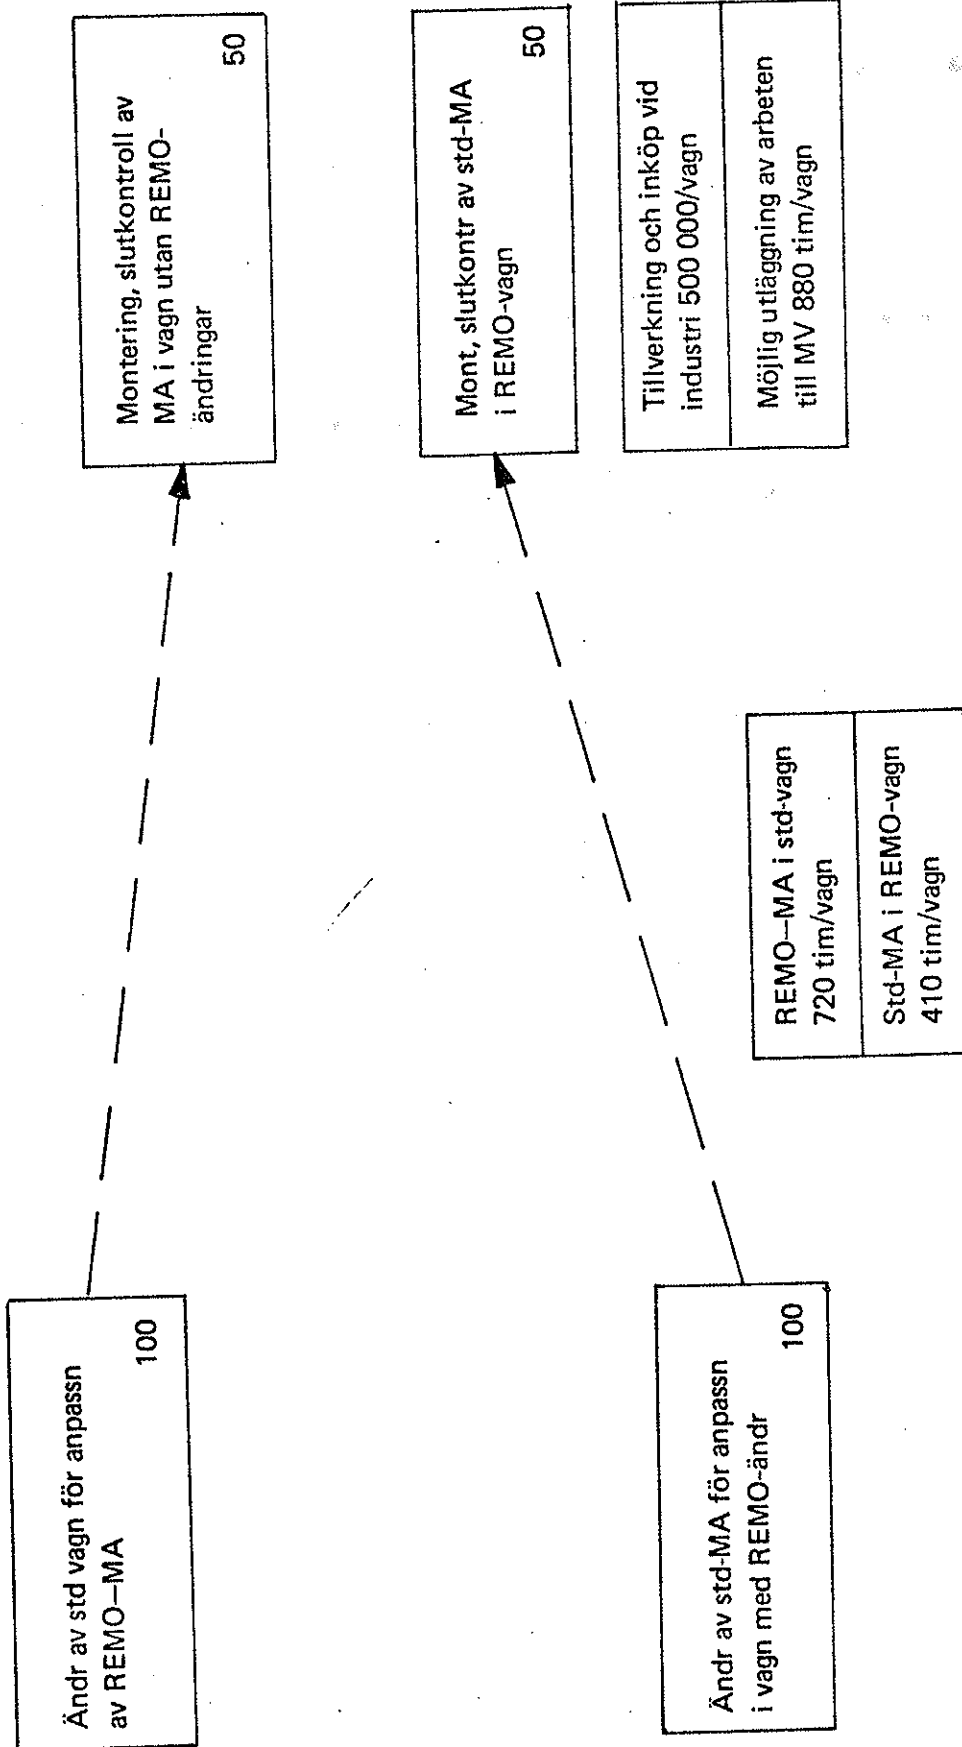 Ändr av std vagn för anpassn
av REMO–MA
100
Montering, slutkontroll av
MA i vagn utan REMO-
ändringar
50
Ändr av std-MA för anpassn
i vagn med REMO-ändr
100
Mont, slutkontr av std-MA
i REMO-vagn
50
REMO–MA i std-vagn
720 tim/vagn
Std-MA i REMO-vagn
410 tim/vagn
Tillverkning och inköp vid
industri 500 000/vagn
Möjlig utläggning av arbeten
till MV 880 tim/vagn